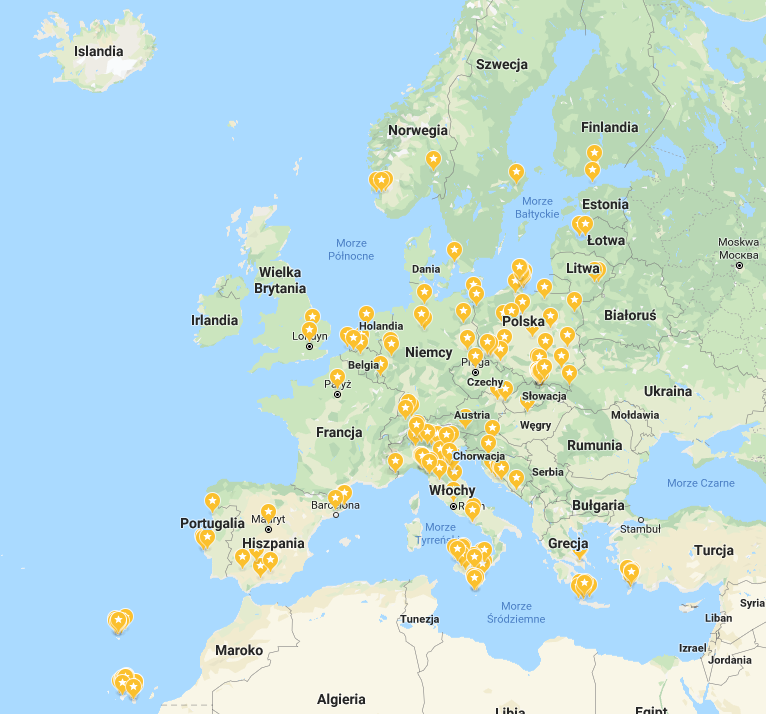 Islandia
Szwecja
Norwegia
Finlandia
Estonia
Morze
Bałtyckie
Łotwa
Moskwa
Москва
Morze
Północne
Dania
Litwa
Wielka
Brytania
Irlandia
Białoruś
Holandia
Polska
Londyn
Niemcy
Belgia
Praga
Paryż
Czechy
Ukraina
Słowacja
Austria
Mołdawia
Węgry
Francja
Rumunia
Chorwacja
Serbia
Morze Czarne
Włochy
Barcelona
Bułgaria
Portugalia
Madryt
Stambuł
Morze
Tyrreńskie
Hiszpania
Grecja
Turcja
Syria
Morze
Śródziemne
Tunezja
Liban
Maroko
Izrael
Jordania
Algieria
Libia
Egipt